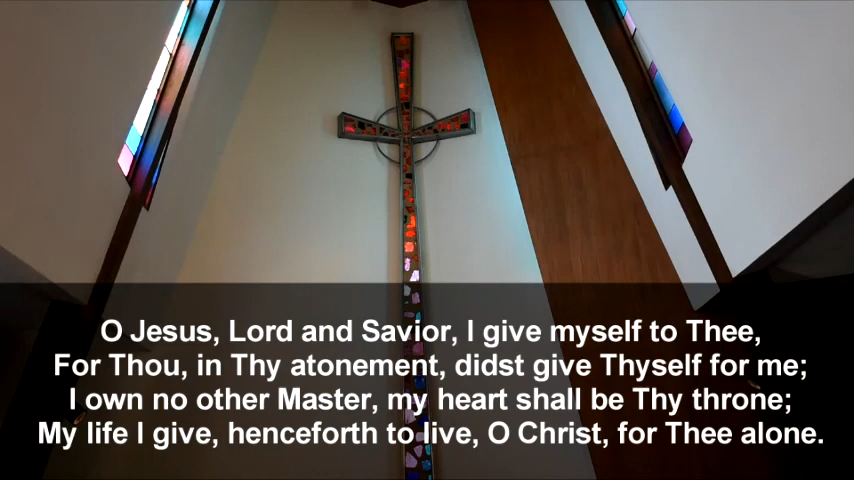 O Jesus, Lord and Savior, I give myself to Thee,
For Thou, in Thy atonement, didst give Thyself for me;
I own no other Master, my heart shall be Thy throne;
My life I give, henceforth to live, O Christ, for Thee alone.